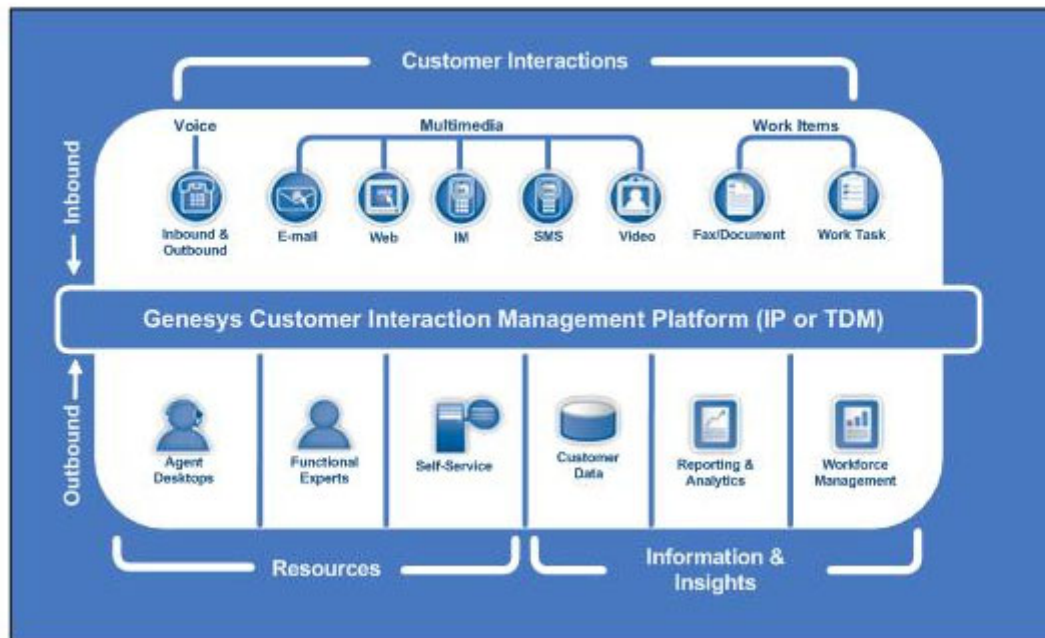 Customer Interactions
Voice
Multimedia
Work Items
Inbound
Inbound &
Outbound
E-mail
Web
IM
SMS
Video
Fax/Document
Work Task
Genesys Customer Interaction Management Platform (IP or TDM)
Outbound
Agent
Desktops
Functional
Experts
Self-Service
Customer
Data
Reporting &
Analytics
Workforce
Management
Resources
Information &
Insights